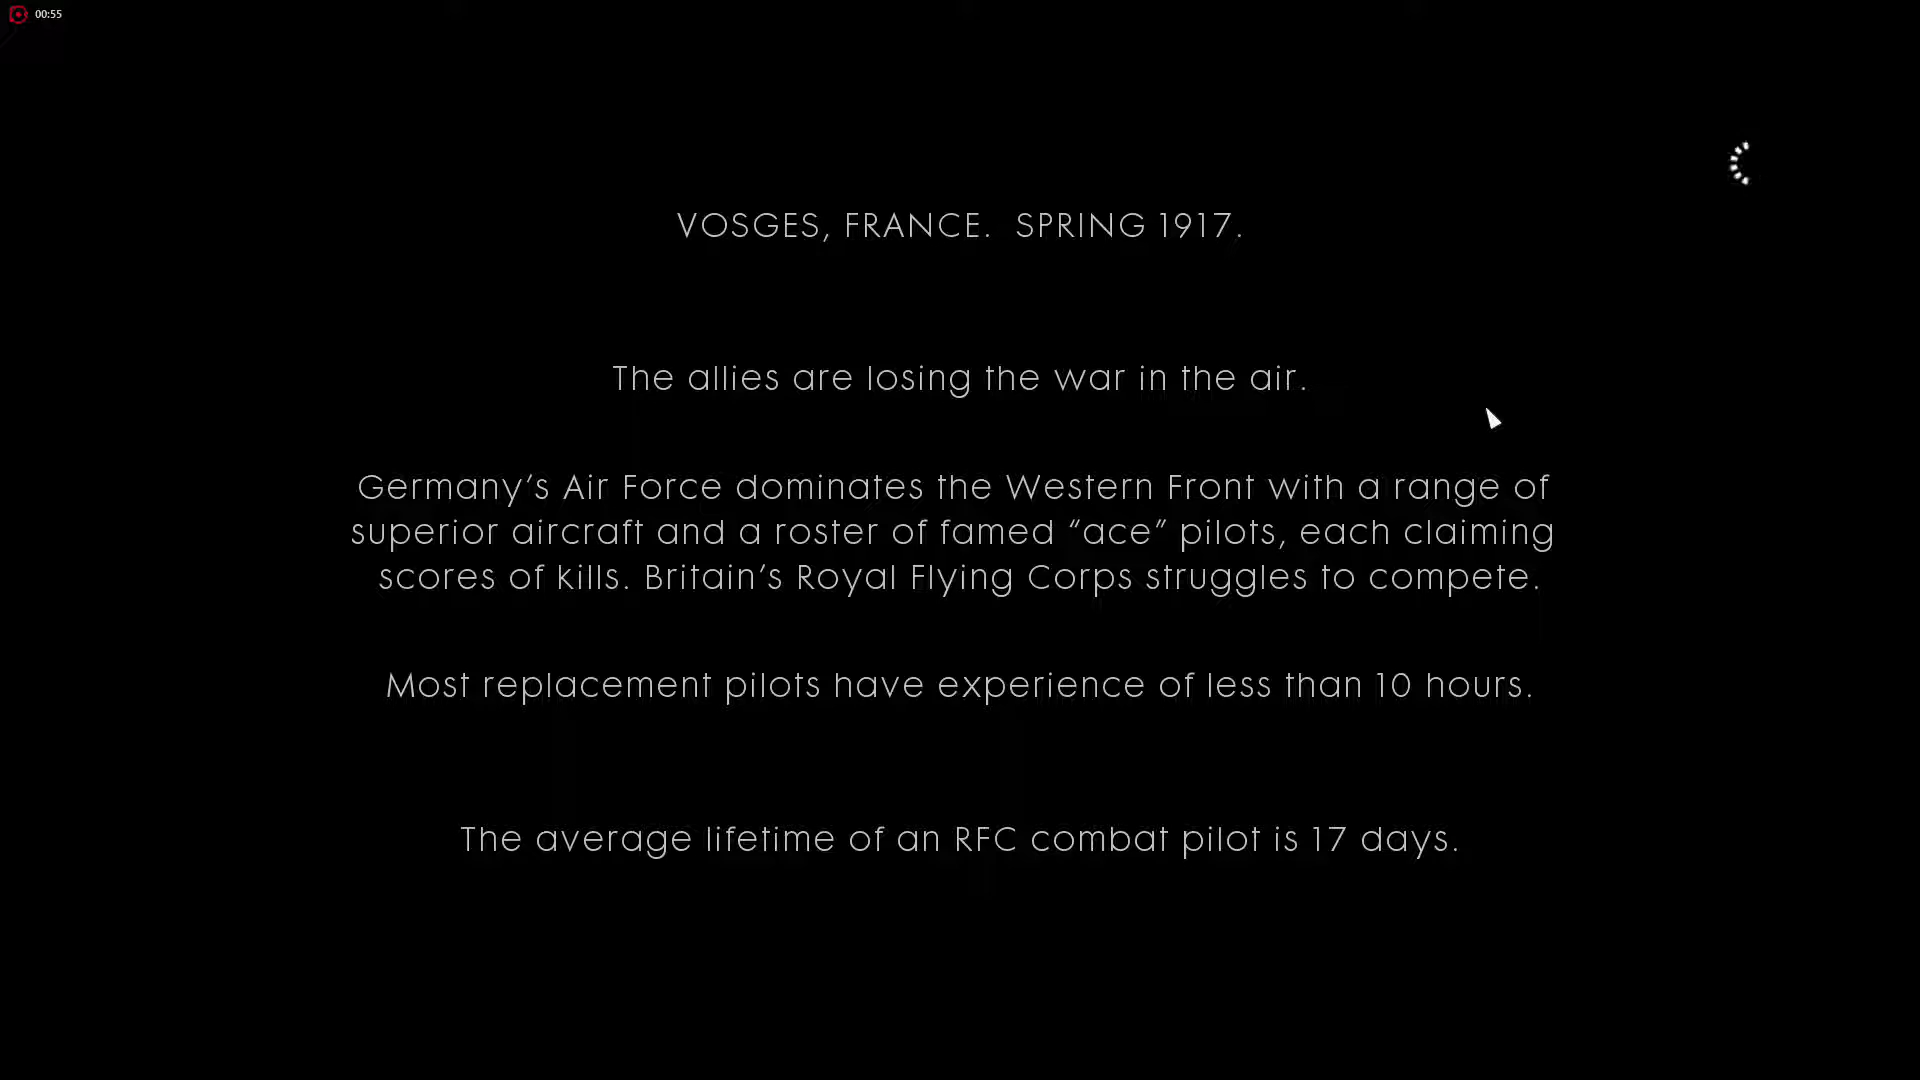 00:55
VOSGES, FRANCE.  SPRING 1917.
The allies are losing the war in the air.
Germany’s Air Force dominates the Western Front with a range of
superior aircraft and a roster of famed “ace” pilots, each claiming
scores of kills. Britain’s Royal Flying Corps struggles to compete.
Most replacement pilots have experience of less than 10 hours.
The average lifetime of an RFC combat pilot is 17 days.